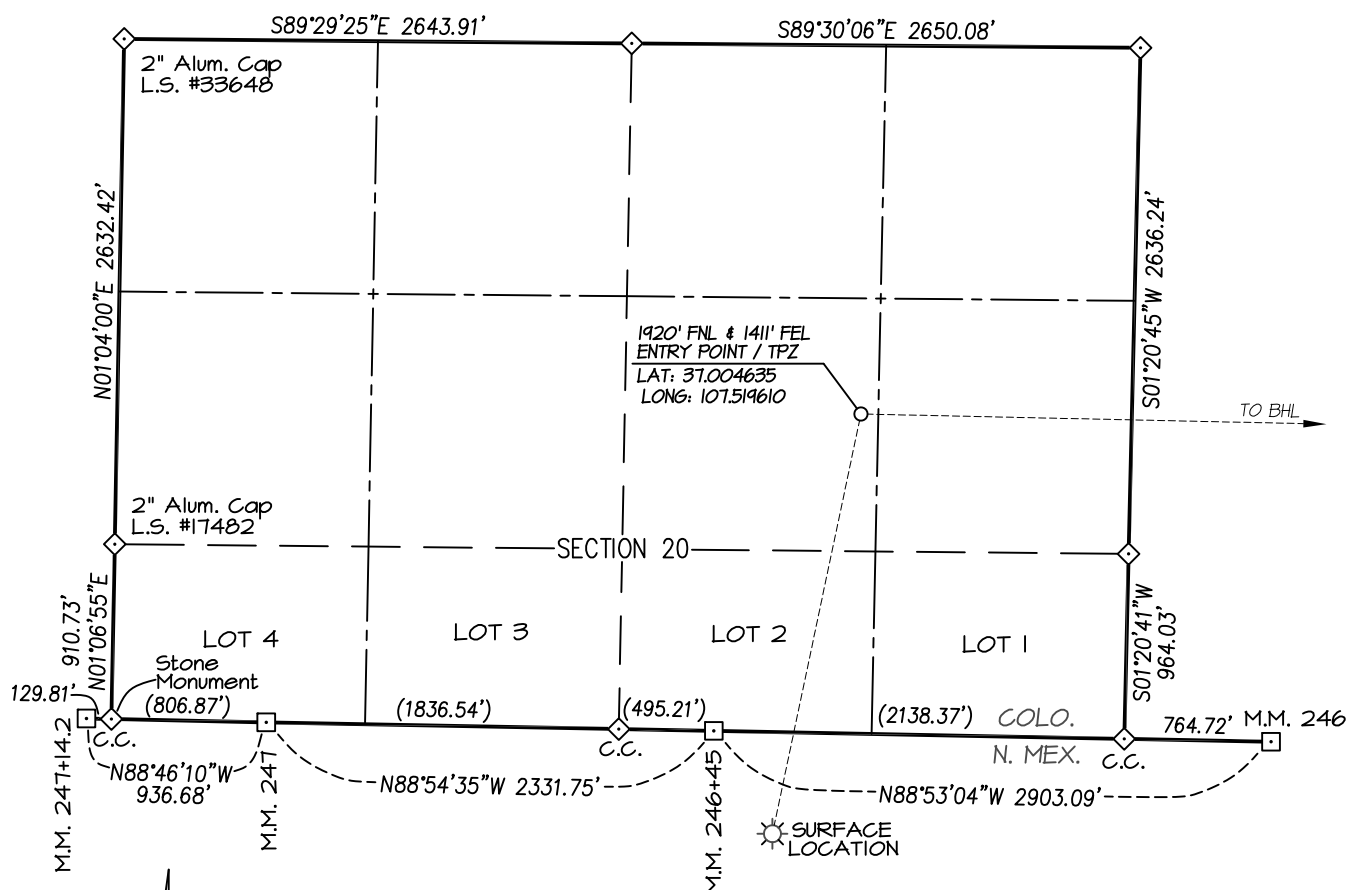 S89°29'25"E 2643.91'
S89°30'06"E 2650.08'
2" Alum. Cap
L.S. #33648
N01°04'00"E 2632.42'
S01°20'45"W 2636.24'
1920' FNL & 1411' FEL
ENTRY POINT / TPZ
LAT: 37.004635
LONG: 107.519610
TO BHL
2" Alum. Cap
L.S. #17482
SECTION 20
910.73'
N01°06'55"E
S01°20'41"W
964.03'
LOT 4
LOT 3
LOT 2
LOT 1
Stone
Monument
129.81'
(806.87')
(1836.54')
(495.21')
(2138.37')
COLO.
764.72'
M.M. 246
C.C.
C.C.
N. MEX.
C.C.
M.M. 247+14.2
N88°46'10"W
936.68'
M.M. 247
N88°54'35"W 2331.75'
M.M. 246+45
N88°53'04"W 2903.09'
SURFACE
LOCATION